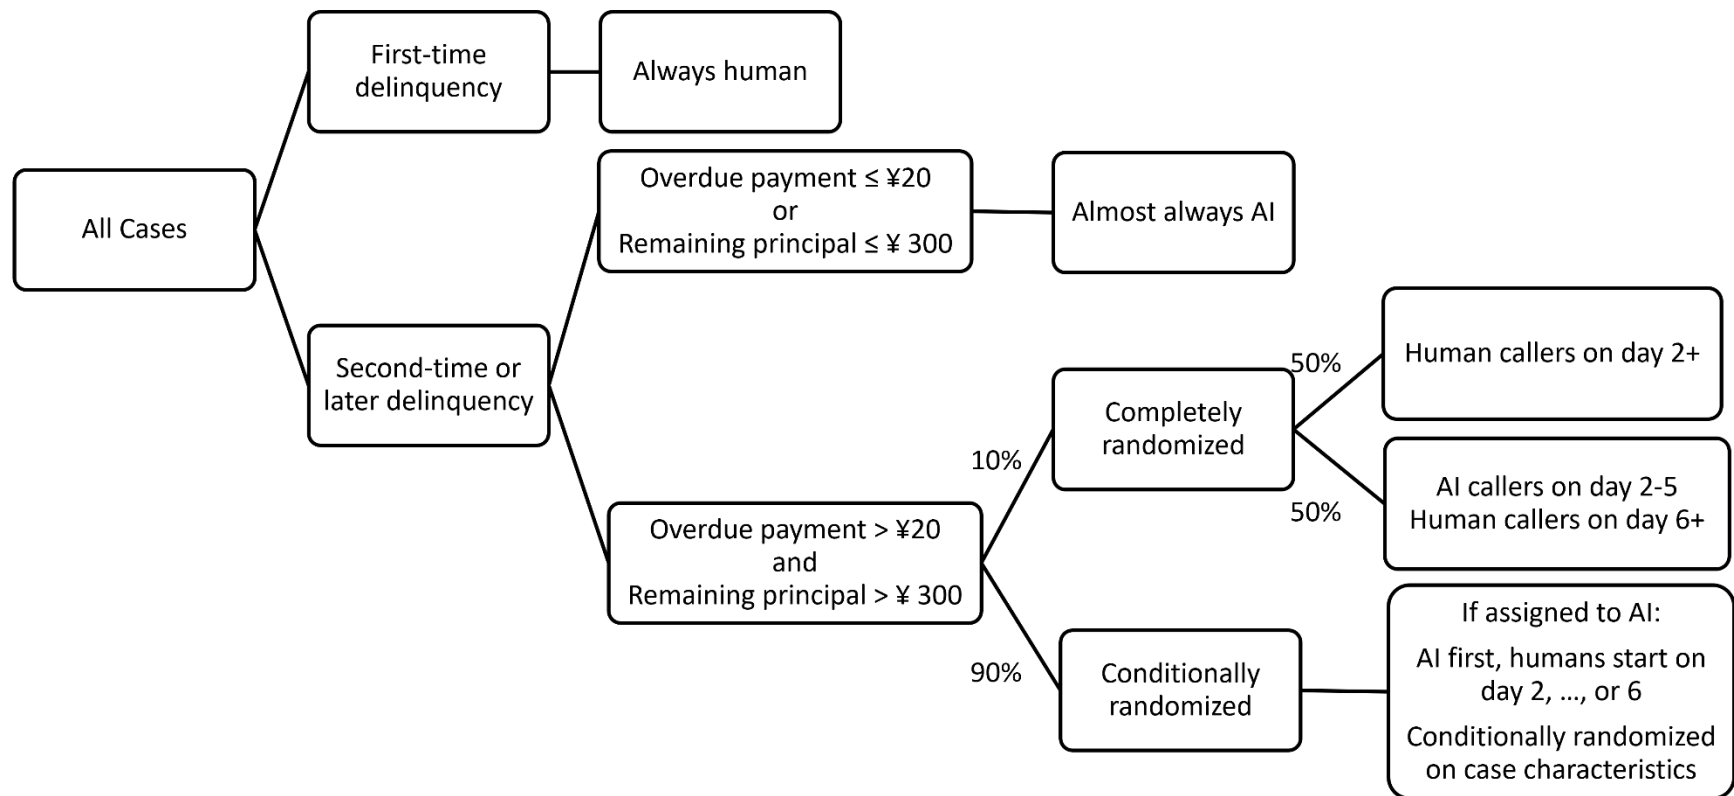 First-time
delinquency
Always human
All Cases
Overdue payment ≤ ¥20
or
Remaining principal ≤ ¥ 300
Almost always AI
Second-time or
later delinquency
Overdue payment > ¥20
and
Remaining principal > ¥ 300
10%
90%
Completely
randomized
50%
50%
Human callers on day 2+
AI callers on day 2-5
Human callers on day 6+
Conditionally
randomized
If assigned to AI:
AI first, humans start on
day 2, ..., or 6
Conditionally randomized
on case characteristics